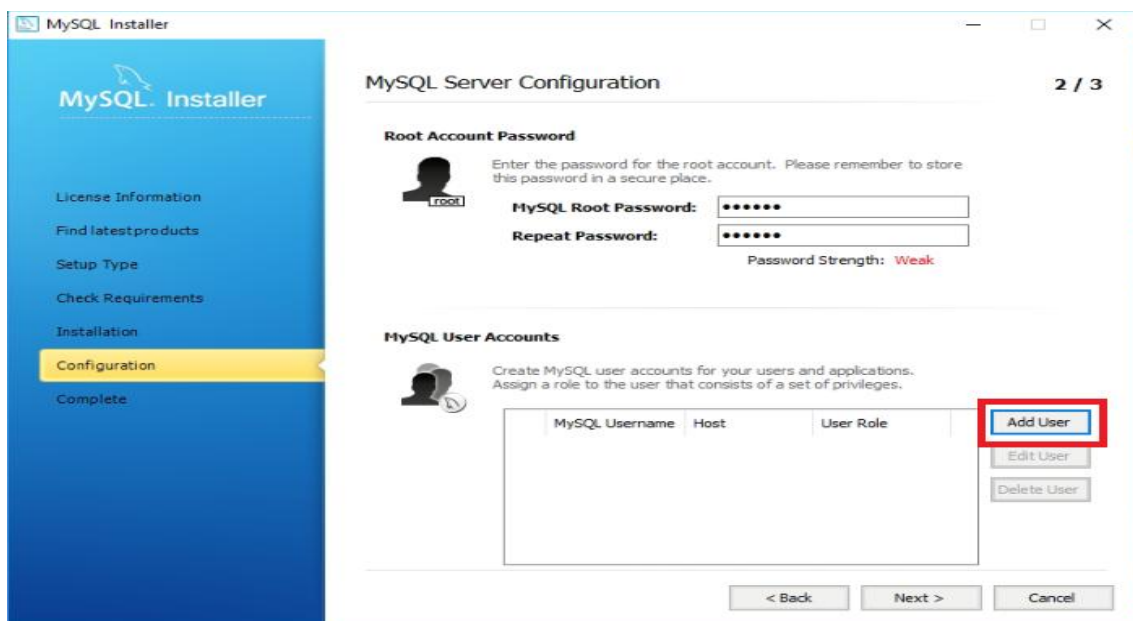 MySQL Installer
MySQL. Installer
License Information
Find latestproducts
Setup Type
Check Requirements
Installation
Configuration
Complete
MySQL Server Configuration
2 / 3
Root Account Password
Enter the password for the root account. Please remember to store
this password in a secure place.
root
MySQL Root Password: ••••••
Repeat Password: ••••••
Password Strength: Weak
MySQL User Accounts
Create MySQL user accounts for your users and applications.
Assign a role to the user that consists of a set of privileges.
MySQL Username Host User Role
Add User
Edit User
Delete User
< Back Next > Cancel